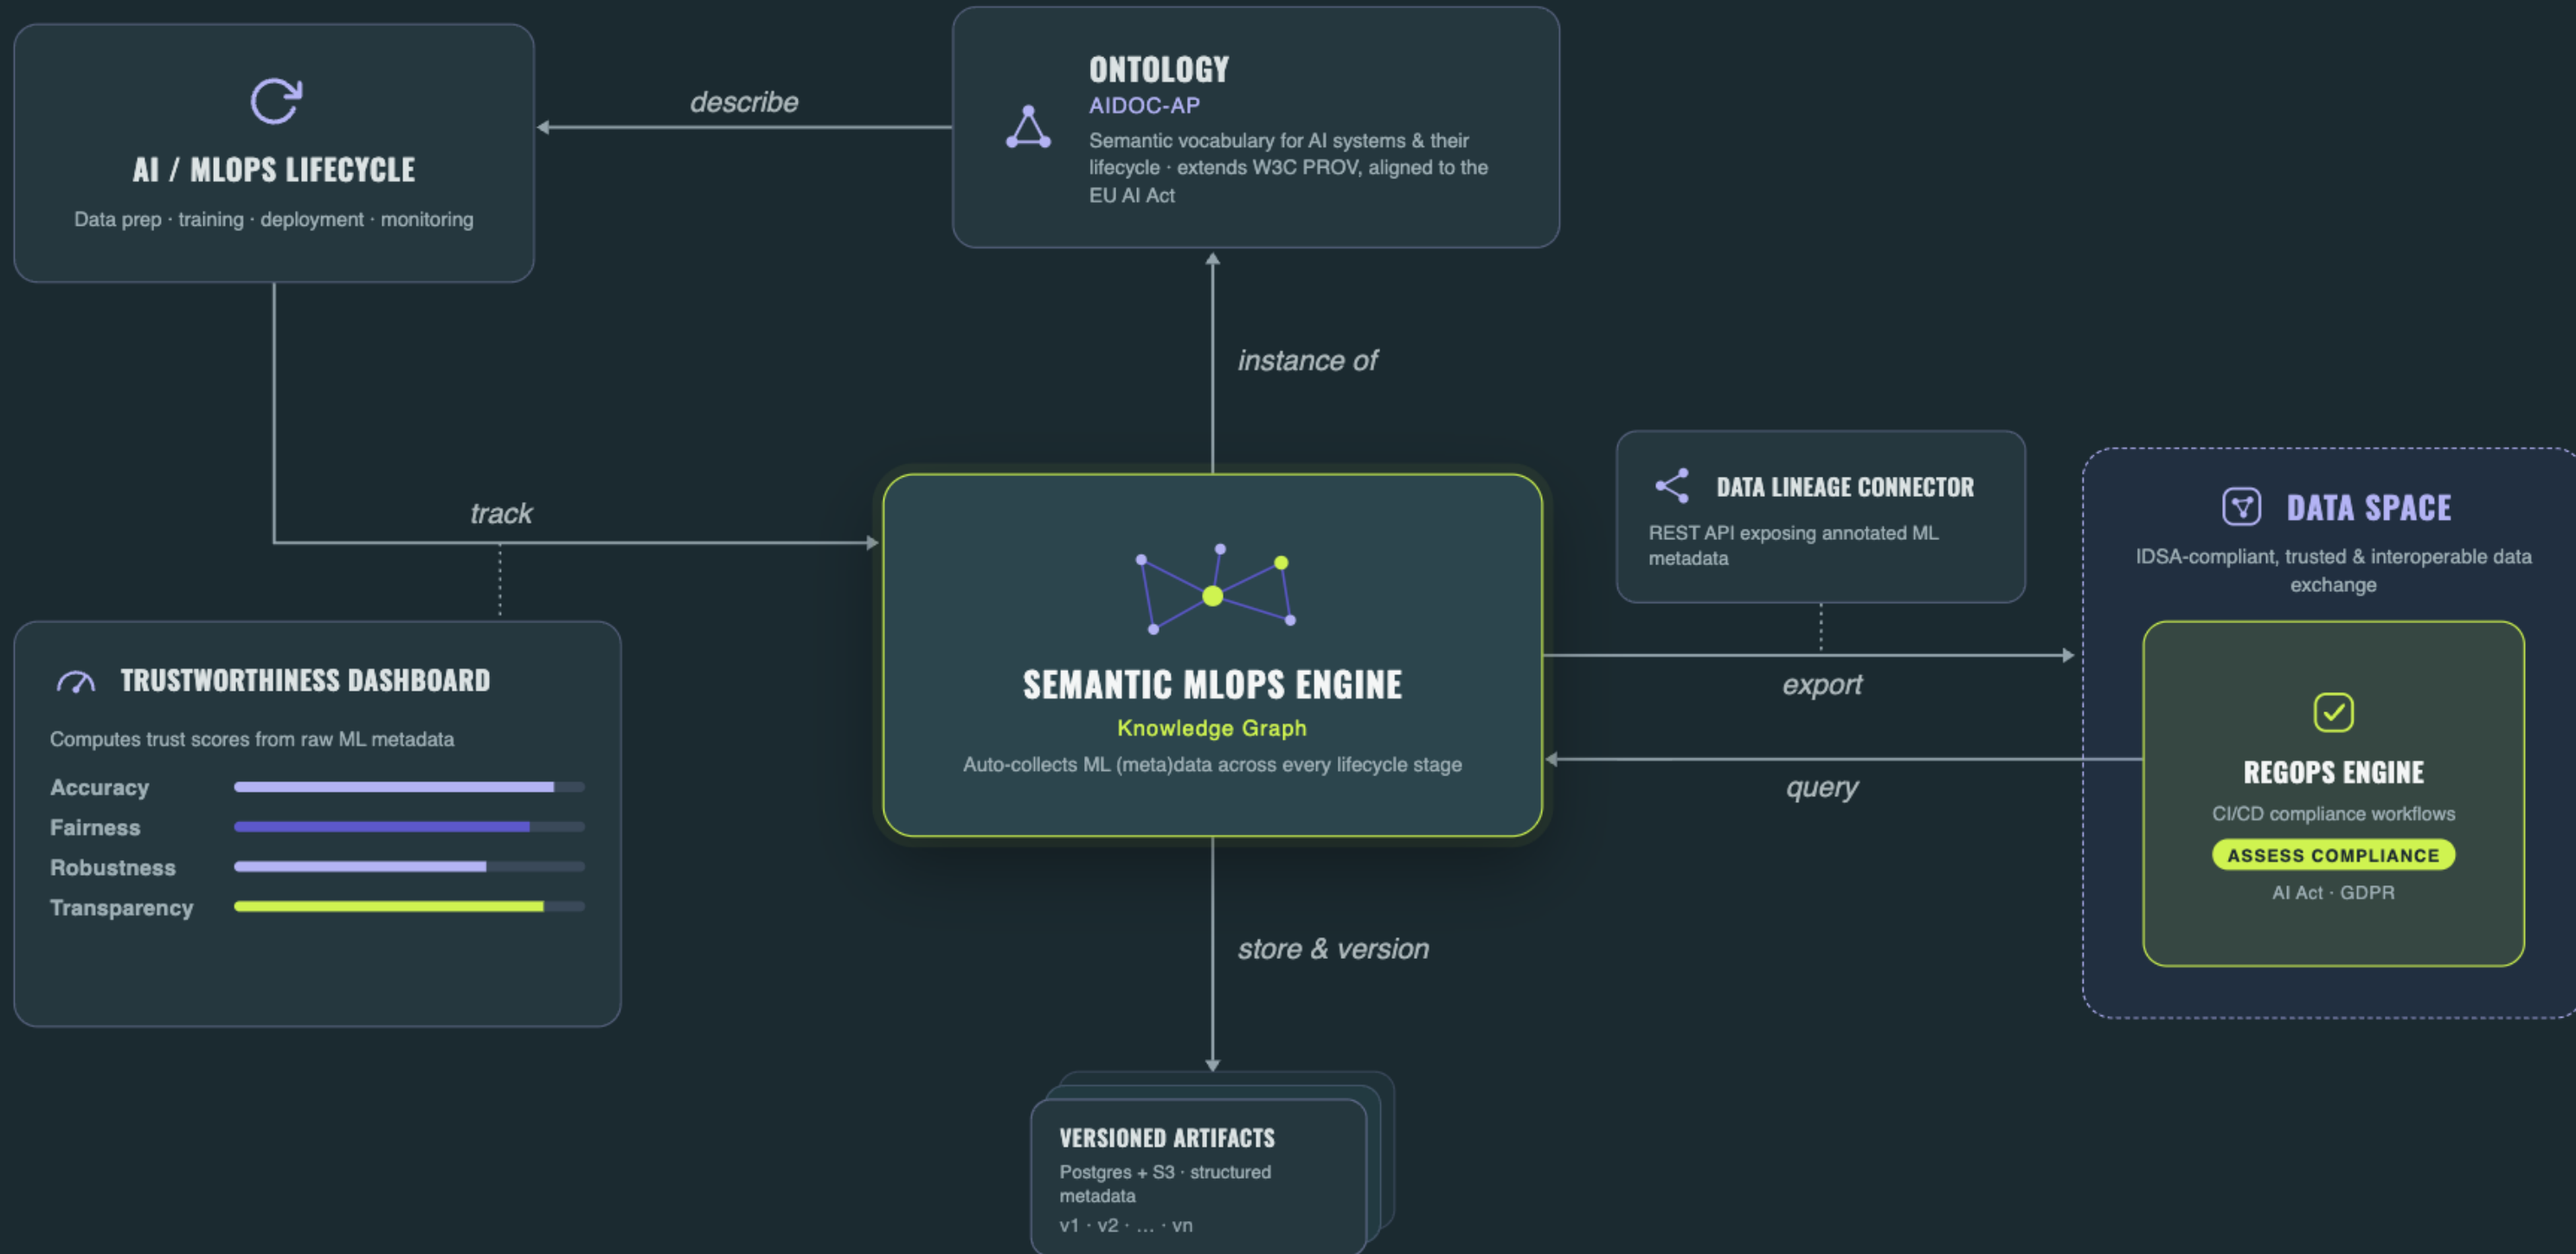 AI / MLOPS LIFECYCLE
Data prep · training · deployment · monitoring
describe
ONTOLOGY
AIDOC-AP
Semantic vocabulary for AI systems & their
lifecycle · extends W3C PROV, aligned to the
EU AI Act
instance of
track
TRUSTWORTHINESS DASHBOARD
Computes trust scores from raw ML metadata
Accuracy
Fairness
Robustness
Transparency
SEMANTIC MLOPS ENGINE
Knowledge Graph
Auto-collects ML (meta)data across every lifecycle stage
DATA LINEAGE CONNECTOR
REST API exposing annotated ML
metadata
export
query
DATA SPACE
IDSA-compliant, trusted & interoperable data
exchange
REGOPS ENGINE
CI/CD compliance workflows
ASSESS COMPLIANCE
AI Act · GDPR
store & version
VERSIONED ARTIFACTS
Postgres + S3 · structured
metadata
v1 · v2 · ... · vn